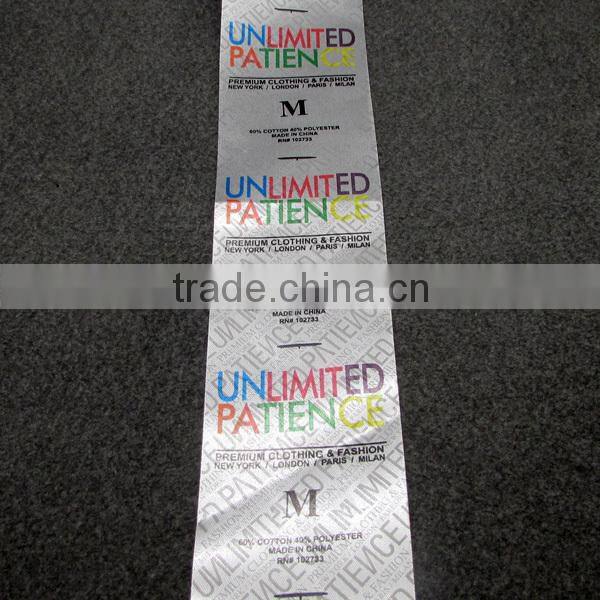 UNLIMITED
PATIENCE
PREMIUM CLOTHING & FASHION
NEW YORK / LONDON / PARIS / MILAN
M
60% COTTON 40% POLYESTER
MADE IN CHINA
RN# 102733
UNLIMITED
PATIENCE
PREMIUM CLOTHING & FASHION
NEW YORK / LONDON / PARIS / MILAN
trade.china.cn
MADE IN CHINA
RN# 102733
UNLIMITED
PATIENCE
PREMIUM CLOTHING & FASHION
NEW YORK / LONDON / PARIS / MILAN
M
60% COTTON 40% POLYESTER
MADE IN CHINA
RN# 102733